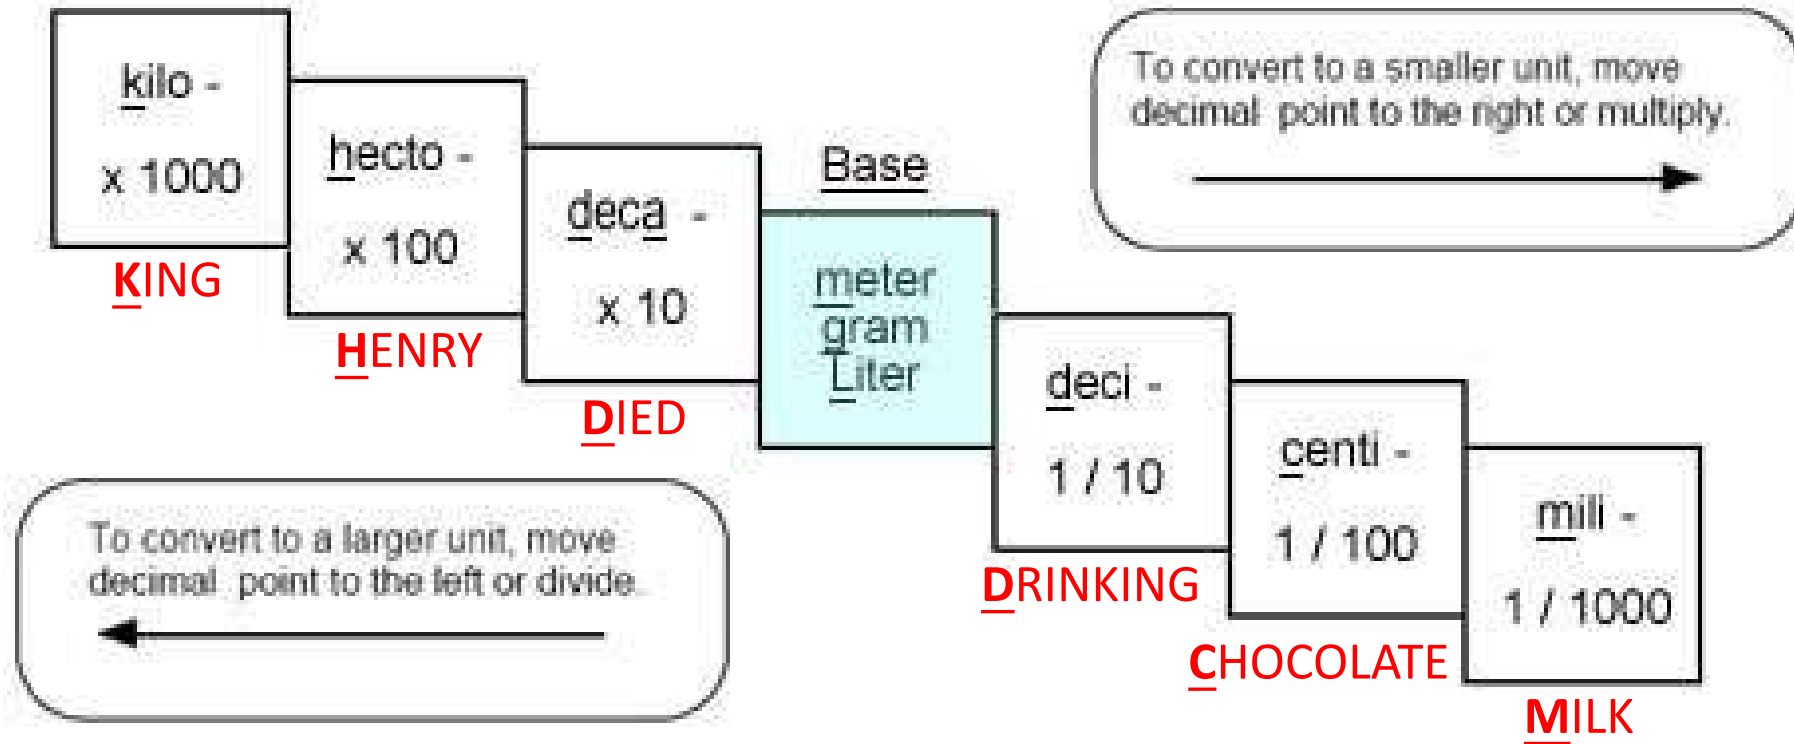 kilo -
x 1000
KING
hecto -
x 100
HENRY
deca -
x 10
DIED
Base
meter
gram
Liter
deci -
1 / 10
DRINKING
centi -
1 / 100
CHOCOLATE
mili -
1 / 1000
MILK
To convert to a smaller unit, move
decimal point to the right or multiply.
To convert to a larger unit, move
decimal point to the left or divide.